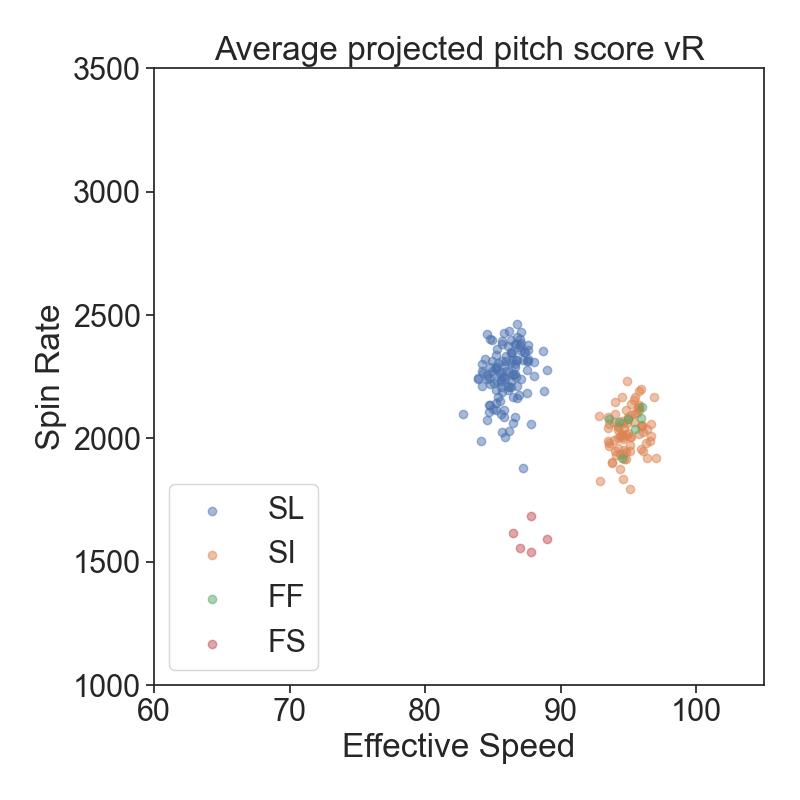 Average projected pitch score vR
3500
3000
2500
2000
1500
1000
Spin Rate
SL
SI
FF
FS
60 70 80 90 100
Effective Speed